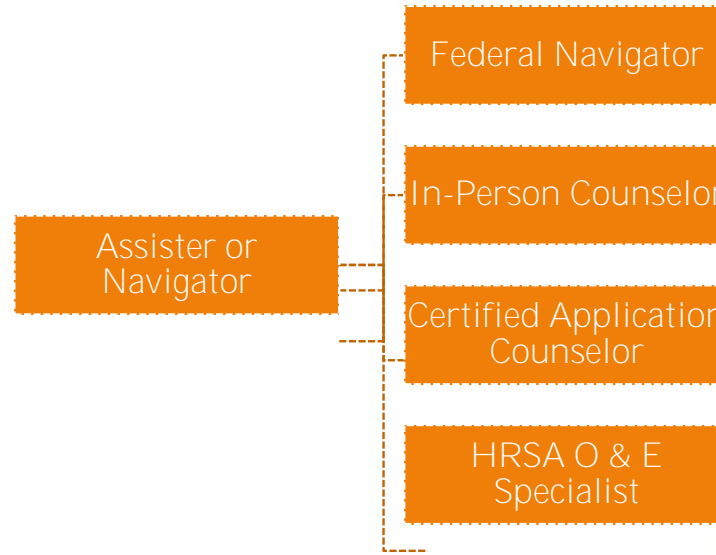 Federal Navigator
In-Person Counselor
Assister or
Navigator
Certified Application
Counselor
HRSA O & E
Specialist